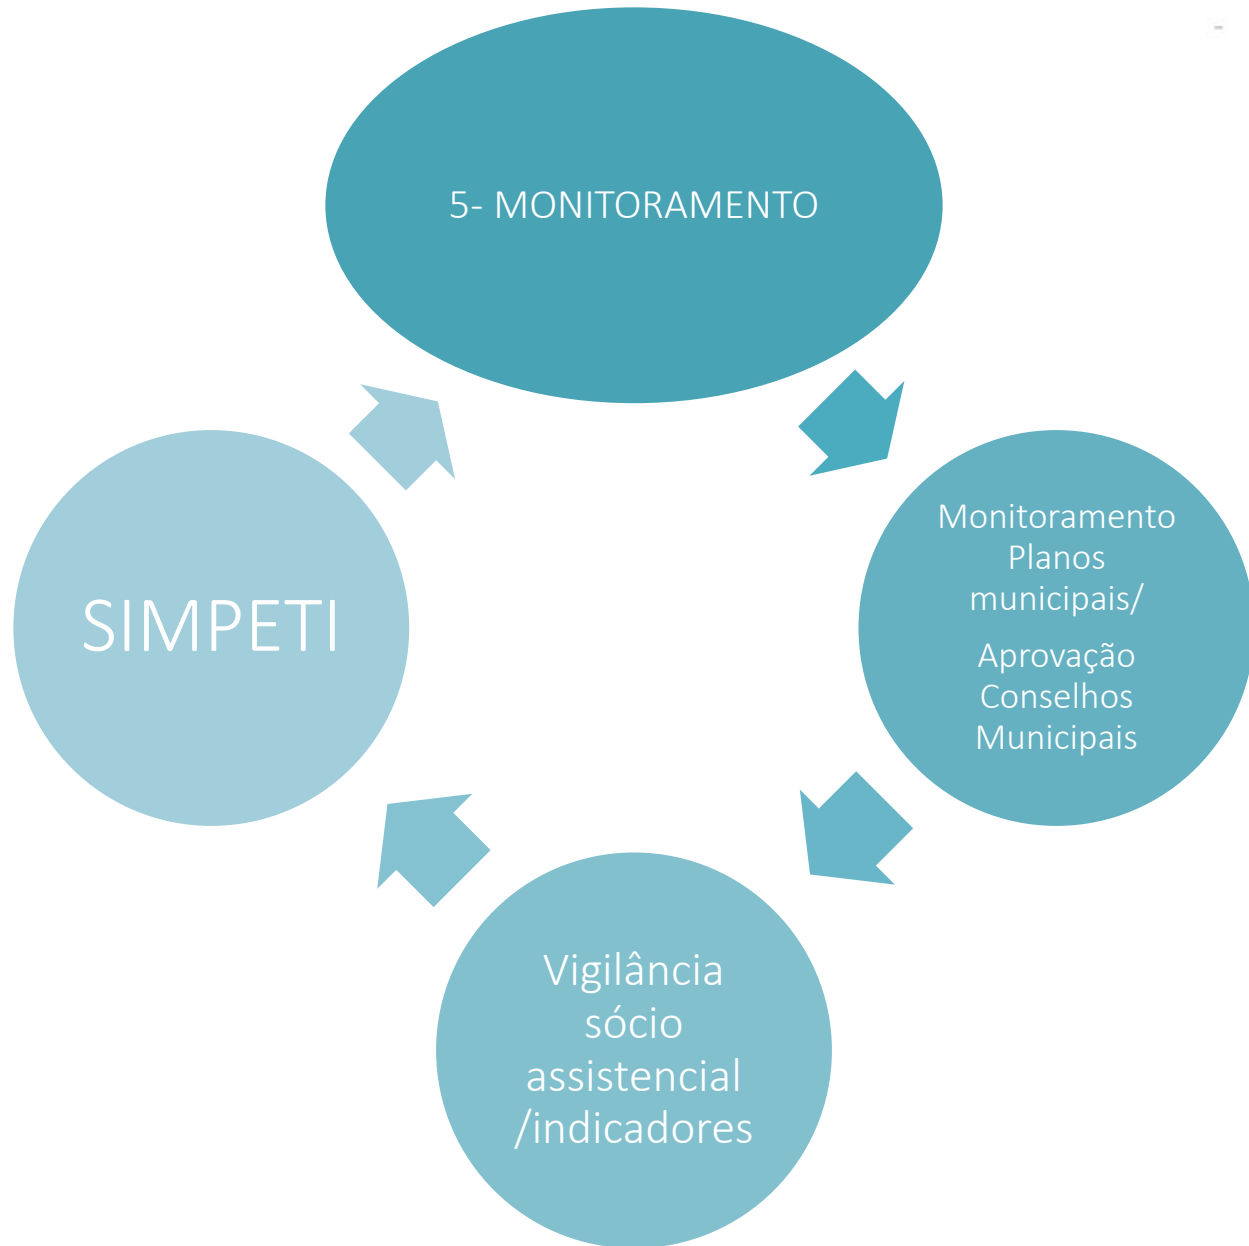 5- MONITORAMENTO
Monitoramento
Planos
municipais/
Aprovação
Conselhos
Municipais
Vigilância
sócio
assistencial
/indicadores
SIMPETI